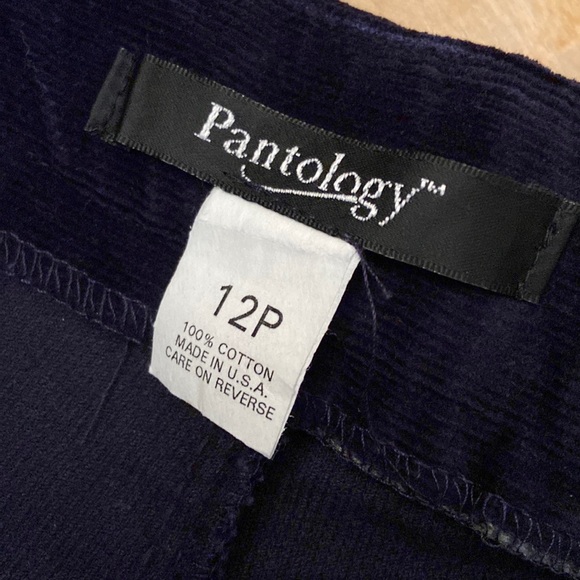 Pantology™
12P
100% COTTON
MADE IN U.S.A.
CARE ON REVERSE